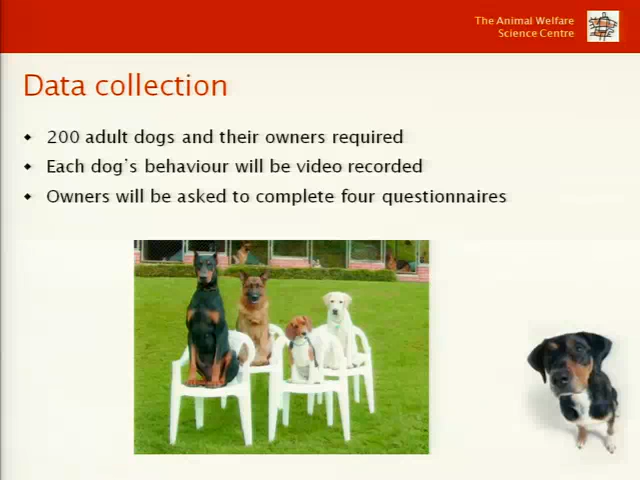 The Animal Welfare
Science Centre
Data collection
200 adult dogs and their owners required
Each dog's behaviour will be video recorded
Owners will be asked to complete four questionnaires